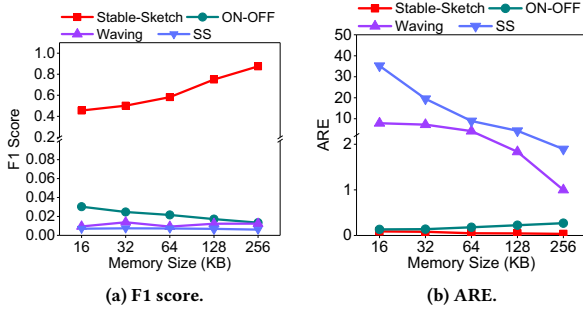 Stable-Sketch ON-OFF
Waving SS
1.0
0.8
0.6
0.4
0.2
0.08
0.06
0.04
0.02
0.00
F1 Score
16 32 64 128 256
Memory Size (KB)
(a) F1 score.
Stable-Sketch ON-OFF
Waving SS
50
40
30
20
10
2
1
0
ARE
16 32 64 128 256
Memory Size (KB)
(b) ARE.